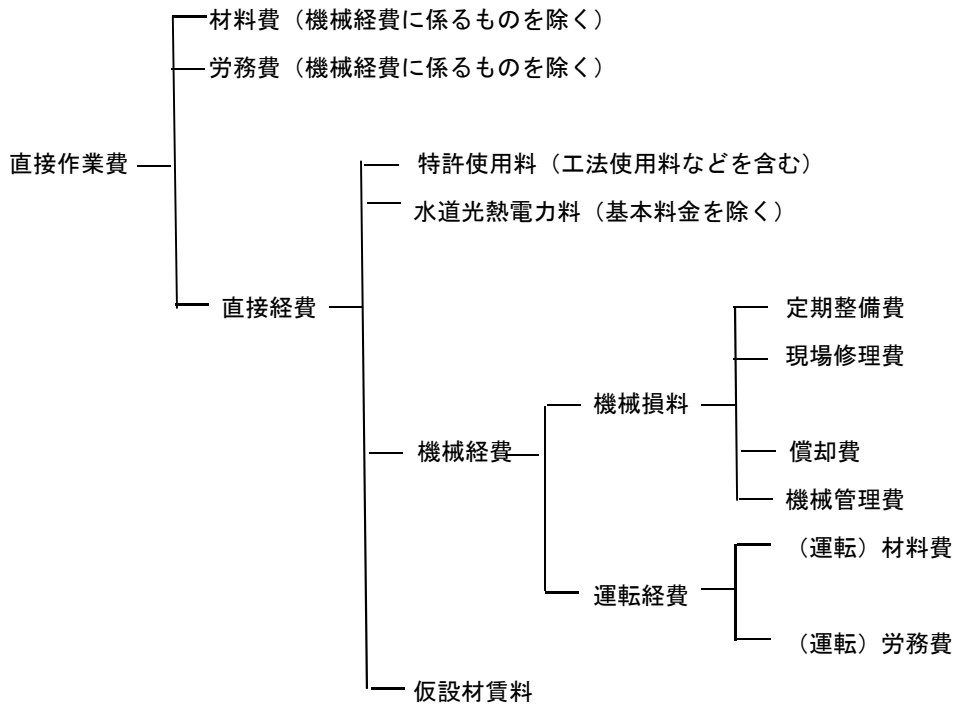 材料費（機械経費に係るものを除く）
労務費（機械経費に係るものを除く）
直接作業費
特許使用料（工法使用料などを含む）
水道光熱電力料（基本料金を除く）
直接経費
定期整備費
現場修理費
機械損料
機械経費
償却費
機械管理費
（運転）材料費
運転経費
（運転）労務費
仮設材賃料